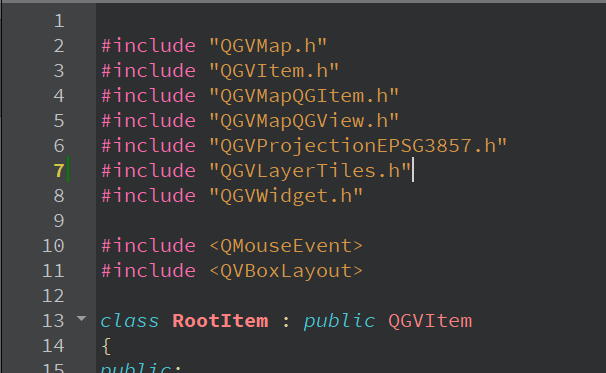 1
2 #include "QGVMap.h"
3 #include "QGVItem.h"
4 #include "QGVMapQGItem.h"
5 #include "QGVMapQGView.h"
6 #include "QGVProjectionEPSG3857.h"
7 #include "QGVLayerTiles.h"
8 #include "QGVWidget.h"
9
10 #include <QMouseEvent>
11 #include <QVBoxLayout>
12
13 class RootItem : public QGVItem
14 {
15 public: